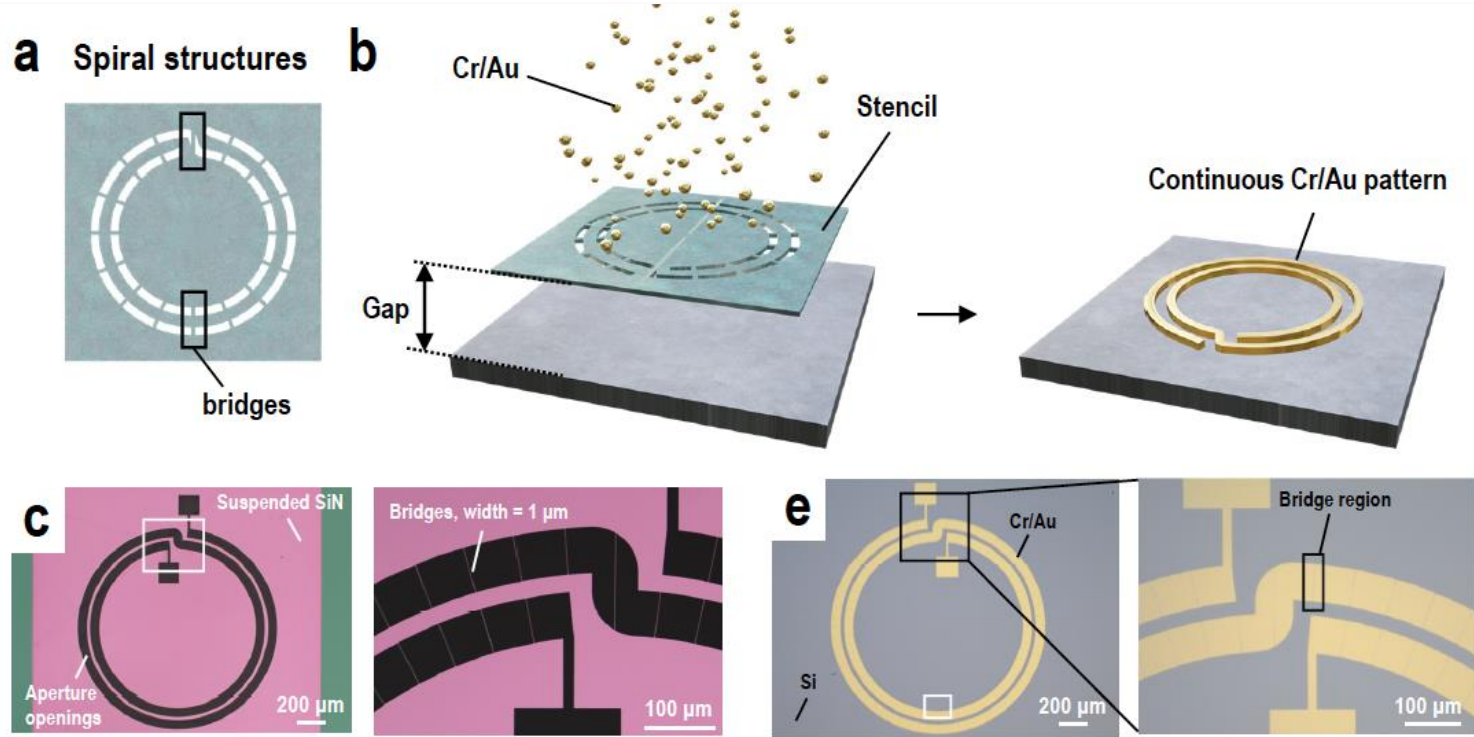 a
Spiral structures
bridges
b
Cr/Au
Stencil
Gap
Continuous Cr/Au pattern
c
Suspended SiN
Aperture
openings
200 µm
Bridges, width = 1 µm
100 µm
e
Cr/Au
Si
200 µm
Bridge region
100 µm